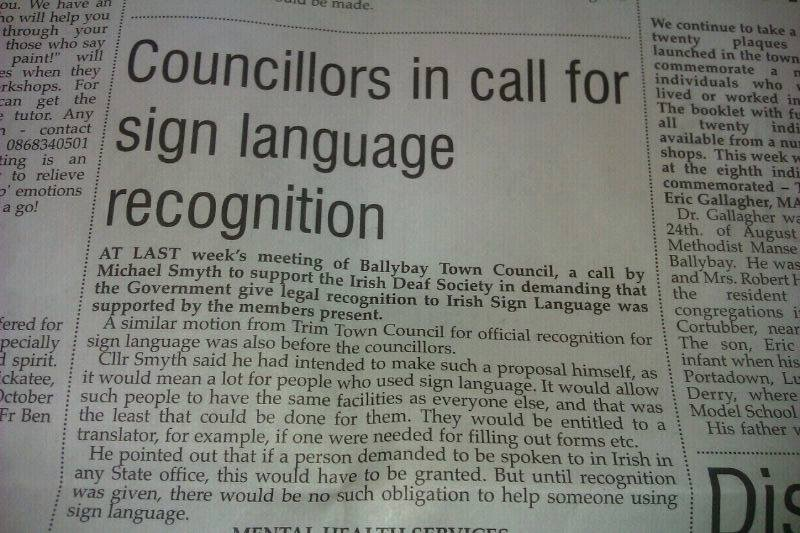 ou. We have an
ho will help you
through your
those who say
paint!" will
es when they
rkshops. For
can get the
e tutor. Any
n - contact
0868340501
ting is an
to relieve
o' emotions
a go!
fered for
pecially
d spirit.
ckatee,
October
Fr Ben
be made.
Councillors in call for
sign language
recognition
AT LAST week's meeting of Ballybay Town Council, a call by
Michael Smyth to support the Irish Deaf Society in demanding that
the Government give legal recognition to Irish Sign Language was
supported by the members present.
A similar motion from Trim Town Council for official recognition for
sign language was also before the councillors.
Cllr Smyth said he had intended to make such a proposal himself, as
it would mean a lot for people who used sign language. It would allow
such people to have the same facilities as everyone else, and that was
the least that could be done for them. They would be entitled to a
translator, for example, if one were needed for filling out forms etc.
He pointed out that if a person demanded to be spoken to in Irish in
any State office, this would have to be granted. But until recognition
was given, there would be no such obligation to help someone using
sign language.
MENTAL HEALTH SERVICES
We continue to take a
twenty plaques
launched in the town
commemorate a n
individuals who w
lived or worked in
The booklet with fu
all twenty indi
available from a nu
shops. This week w
at the eighth indi
commemorated – T
Eric Gallagher, MA
Dr. Gallagher wa
24th. of August
Methodist Manse
Ballybay. He was
and Mrs. Robert H
the resident
congregations i
Cortubber, near
The son, Eric
infant when his
Portadown, Lu
Derry, where
Model School
His father w
Dis